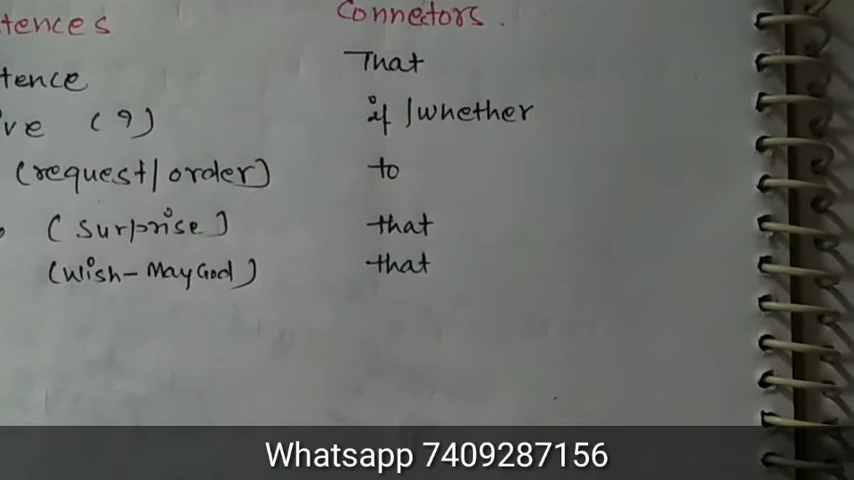 tences Connectors.
tence That
ve (?) if / whether
(request / order) to
(surprise) that
(Wish - May God) that
Whatsapp 7409287156